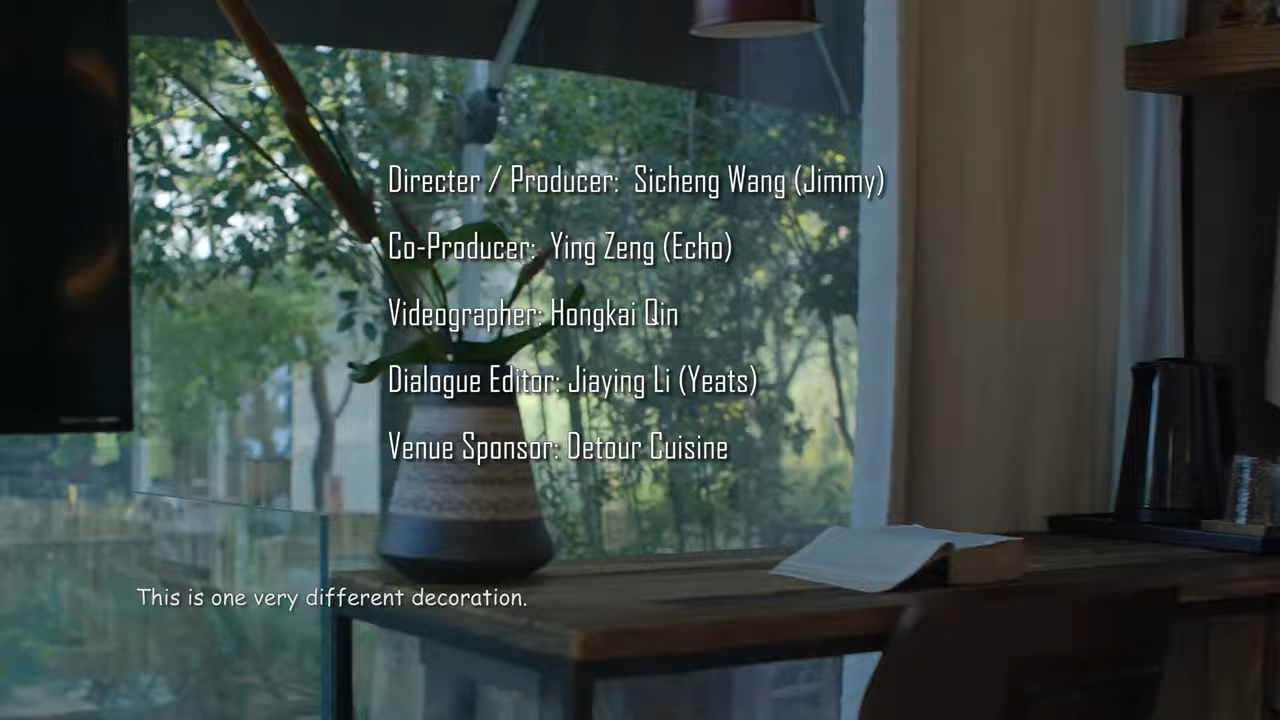 Directer / Producer: Sicheng Wang (Jimmy)
Co-Producer: Ying Zeng (Echo)
Videographer: Hongkai Qin
Dialogue Editor: Jiaying Li (Yeats)
Venue Sponsor: Detour Cuisine
This is one very different decoration.